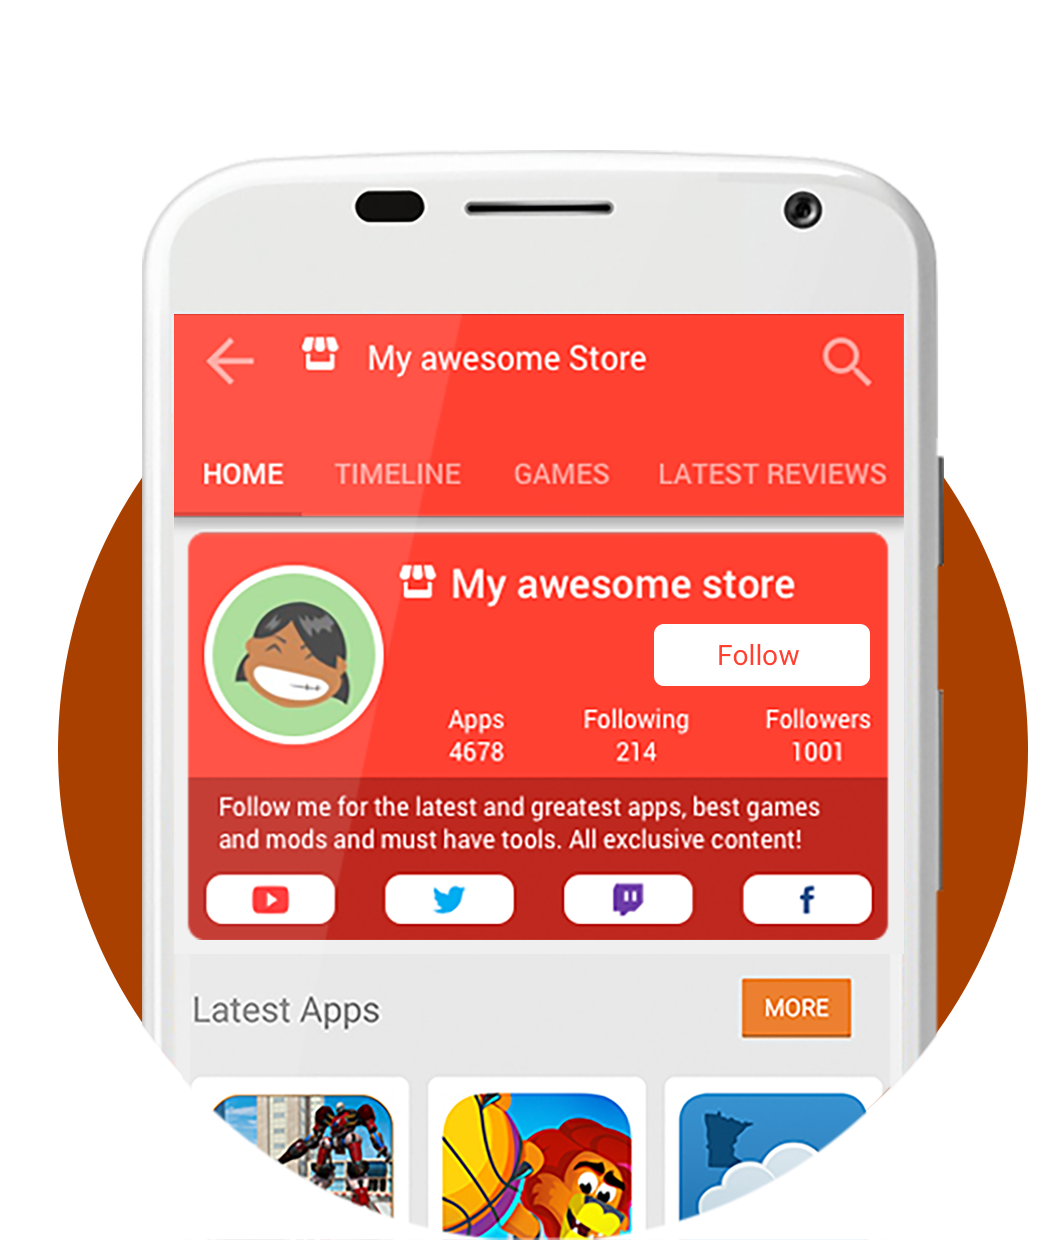 My awesome Store
HOME TIMELINE GAMES LATEST REVIEWS
My awesome store
Follow
Apps Following Followers
4678 214 1001
Follow me for the latest and greatest apps, best games
and mods and must have tools. All exclusive content!
Latest Apps MORE